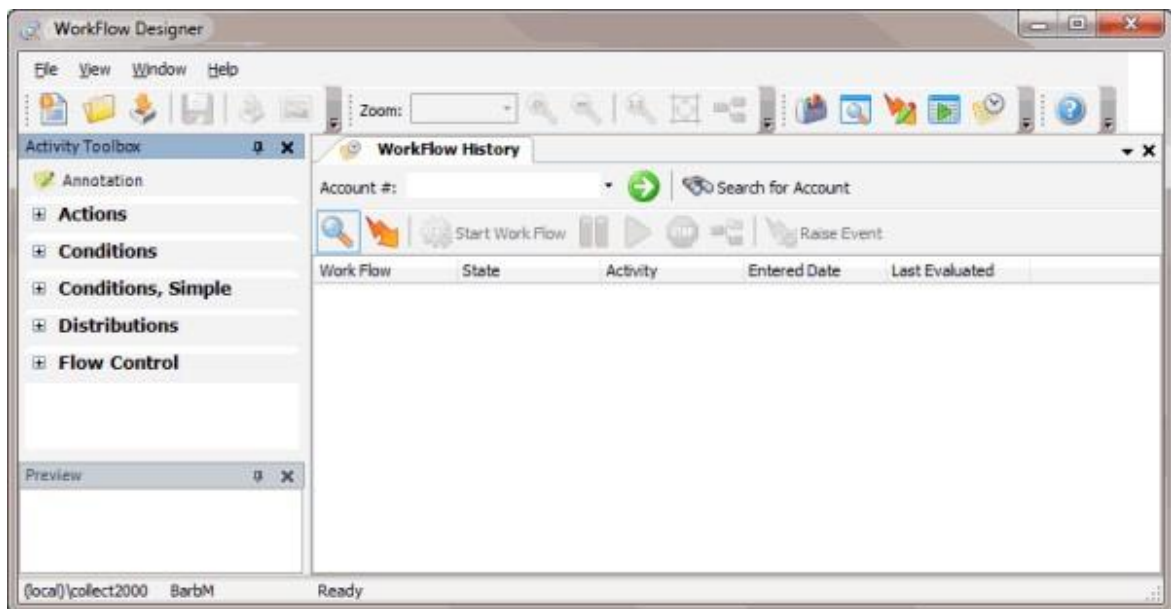 WorkFlow Designer
File View Window Help
Zoom:
Activity Toolbox
WorkFlow History
Annotation
Account #:
Search for Account
Actions
Start Work Flow
Raise Event
Conditions
Work Flow State Activity Entered Date Last Evaluated
Conditions, Simple
Distributions
Flow Control
Preview
(local)\collect2000 BarbM Ready